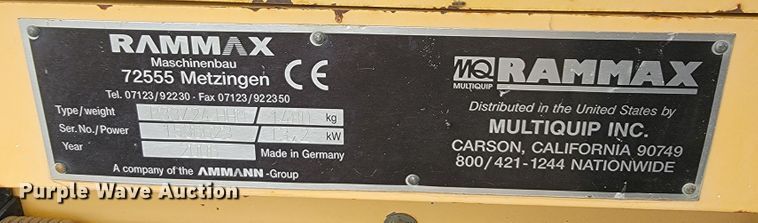 RAMMAX
Maschinenbau
72555 Metzingen
CE
Tel. 07123/92230 - Fax 07123/922350
Type/weight kg
Ser. No./Power kW
Year Made in Germany
A company of the AMMANN-Group
MQ RAMMAX
MULTIQUIP
Distributed in the United States by
MULTIQUIP INC.
CARSON, CALIFORNIA 90749
800/421-1244 NATIONWIDE
Purple Wave Auction